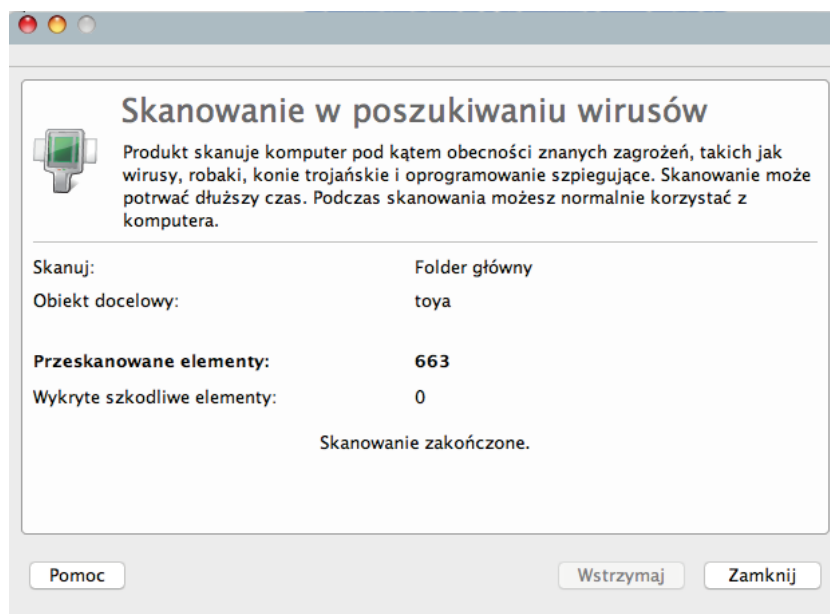 Skanowanie w poszukiwaniu wirusów
Produkt skanuje komputer pod kątem obecności znanych zagrożeń, takich jak
wirusy, robaki, konie trojańskie i oprogramowanie szpiegujące. Skanowanie może
potrwać dłuższy czas. Podczas skanowania możesz normalnie korzystać z
komputera.
Skanuj: Folder główny
Obiekt docelowy: toya
Przeskanowane elementy: 663
Wykryte szkodliwe elementy: 0
Skanowanie zakończone.
Pomoc Wstrzymaj Zamknij